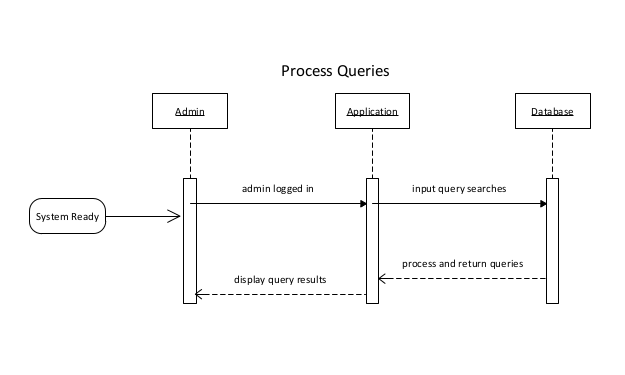 Process Queries
Admin
Application
Database
admin logged in
input query searches
System Ready
process and return queries
display query results